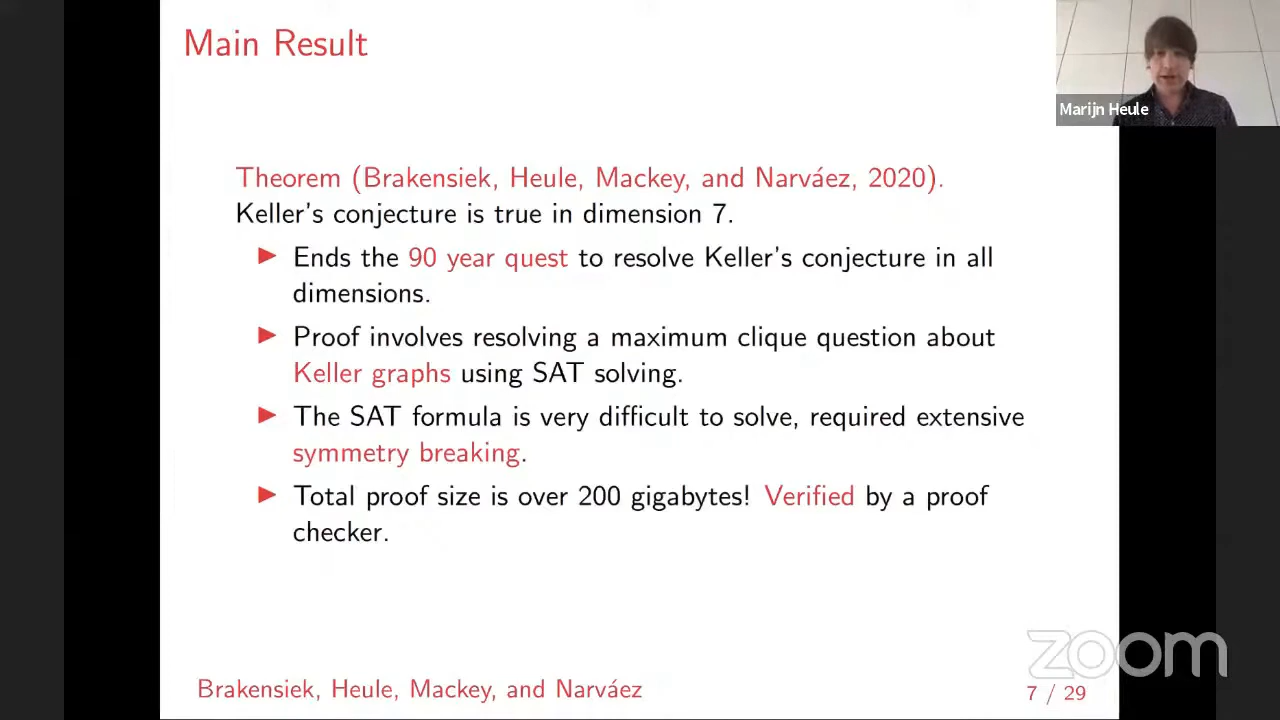 Main Result
Marijn Heule
Theorem (Brakensiek, Heule, Mackey, and Narváez, 2020).
Keller's conjecture is true in dimension 7.
▶ Ends the 90 year quest to resolve Keller's conjecture in all
dimensions.
▶ Proof involves resolving a maximum clique question about
Keller graphs using SAT solving.
▶ The SAT formula is very difficult to solve, required extensive
symmetry breaking.
▶ Total proof size is over 200 gigabytes! Verified by a proof
checker.
zoom
Brakensiek, Heule, Mackey, and Narváez
7 / 29